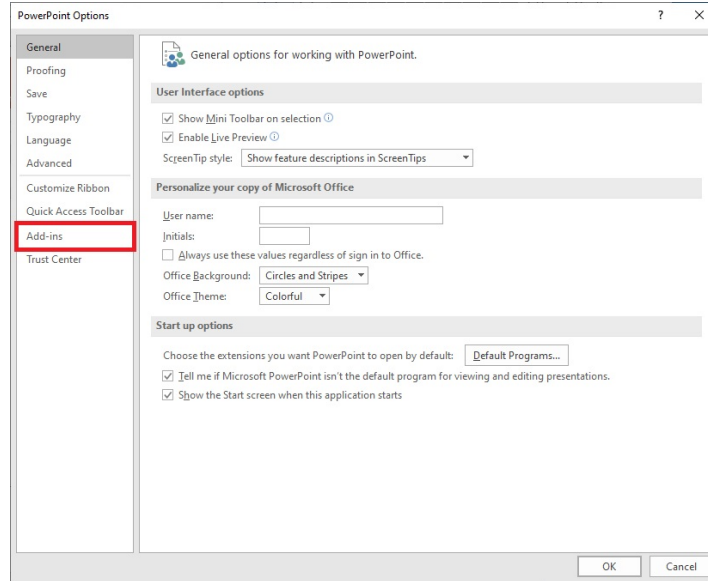 PowerPoint Options
?
General
Proofing
Save
Typography
Language
Advanced
Customize Ribbon
Quick Access Toolbar
Add-ins
Trust Center
General options for working with PowerPoint.
User Interface options
Show Mini Toolbar on selection
Enable Live Preview
ScreenTip style: Show feature descriptions in ScreenTips
Personalize your copy of Microsoft Office
User name:
Initials:
Always use these values regardless of sign in to Office.
Office Background: Circles and Stripes
Office Theme: Colorful
Start up options
Choose the extensions you want PowerPoint to open by default: Default Programs...
Tell me if Microsoft PowerPoint isn't the default program for viewing and editing presentations.
Show the Start screen when this application starts
OK Cancel